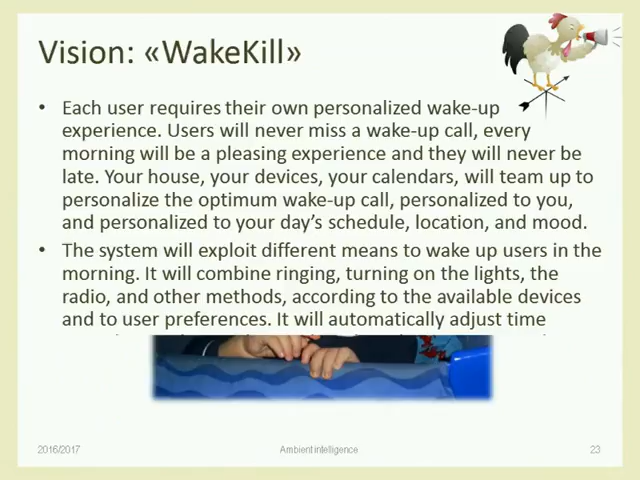 Vision: «WakeKill»
• Each user requires their own personalized wake-up
experience. Users will never miss a wake-up call, every
morning will be a pleasing experience and they will never be
late. Your house, your devices, your calendars, will team up to
personalize the optimum wake-up call, personalized to you,
and personalized to your day's schedule, location, and mood.
• The system will exploit different means to wake up users in the
morning. It will combine ringing, turning on the lights, the
radio, and other methods, according to the available devices
and to user preferences. It will automatically adjust time
2016/2017
Ambient intelligence
23